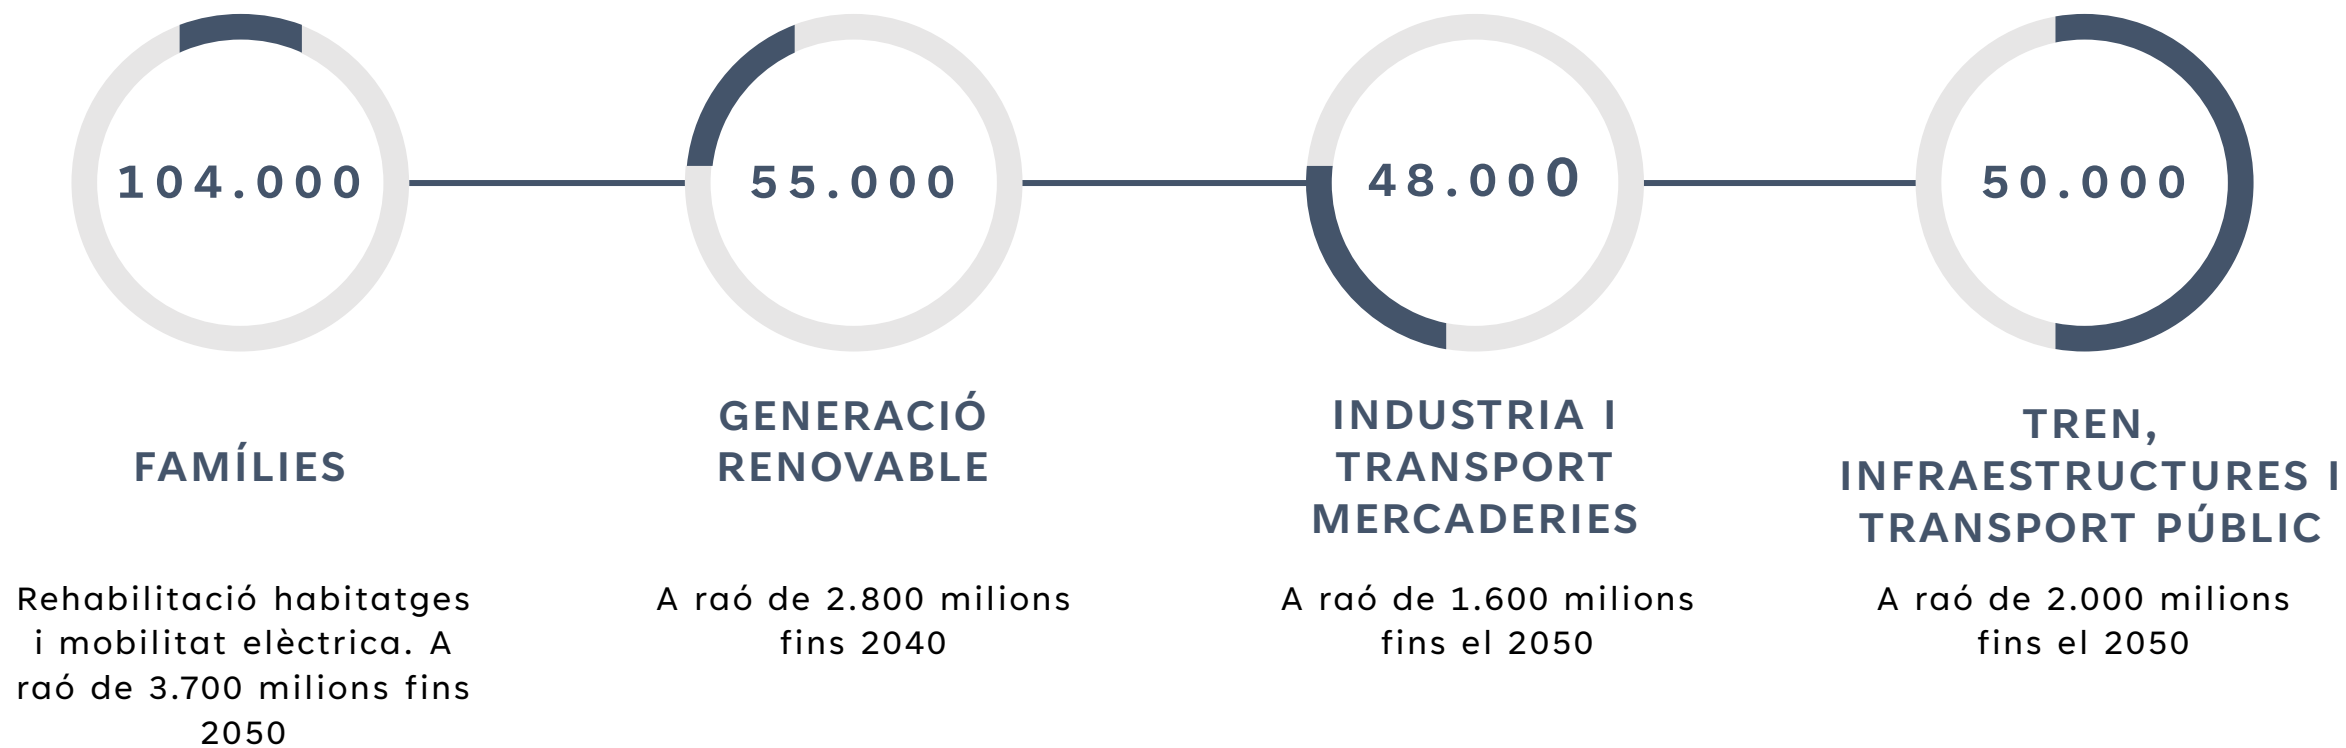 104.000
55.000
48.000
50.000
FAMÍLIES
GENERACIÓ
RENOVABLE
INDUSTRIA I
TRANSPORT
MERCADERIES
TREN,
INFRAESTRUCTURES I
TRANSPORT PÚBLIC
Rehabilitació habitatges
i mobilitat elèctrica. A
raó de 3.700 milions fins
2050
A raó de 2.800 milions
fins 2040
A raó de 1.600 milions
fins el 2050
A raó de 2.000 milions
fins el 2050